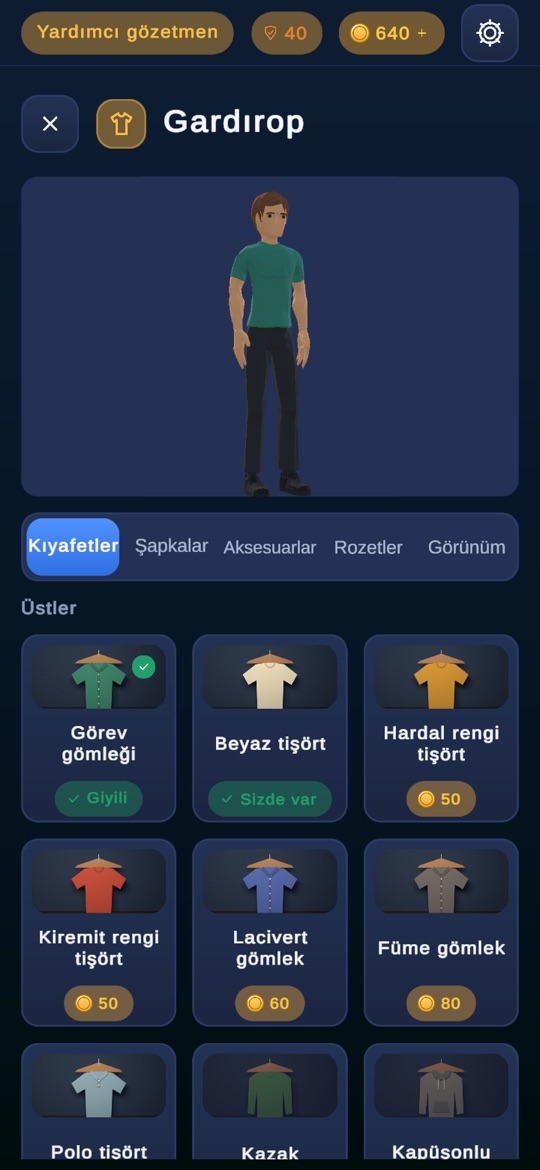 Yardımcı gözetmen
40
640 +
Gardırop
Kıyafetler
Şapkalar
Aksesuarlar
Rozetler
Görünüm
Üstler
Görev
gömleği
Giyili
Beyaz tişört
Sizde var
Hardal rengi
tişört
50
Kiremit rengi
tişört
50
Lacivert
gömlek
60
Füme gömlek
80
Polo tişört
Kazak
Kapüşonlu